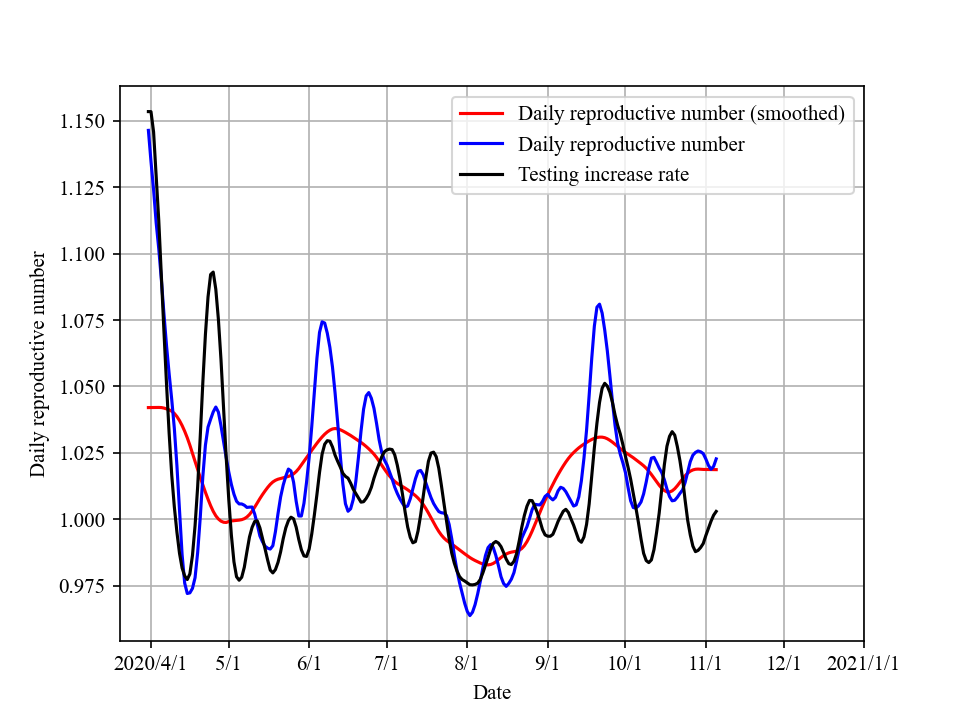 Daily reproductive number (smoothed)
Daily reproductive number
Testing increase rate
1.150
1.125
1.100
1.075
1.050
1.025
1.000
0.975
Daily reproductive number
2020/4/1 5/1 6/1 7/1 8/1 9/1 10/1 11/1 12/1 2021/1/1
Date